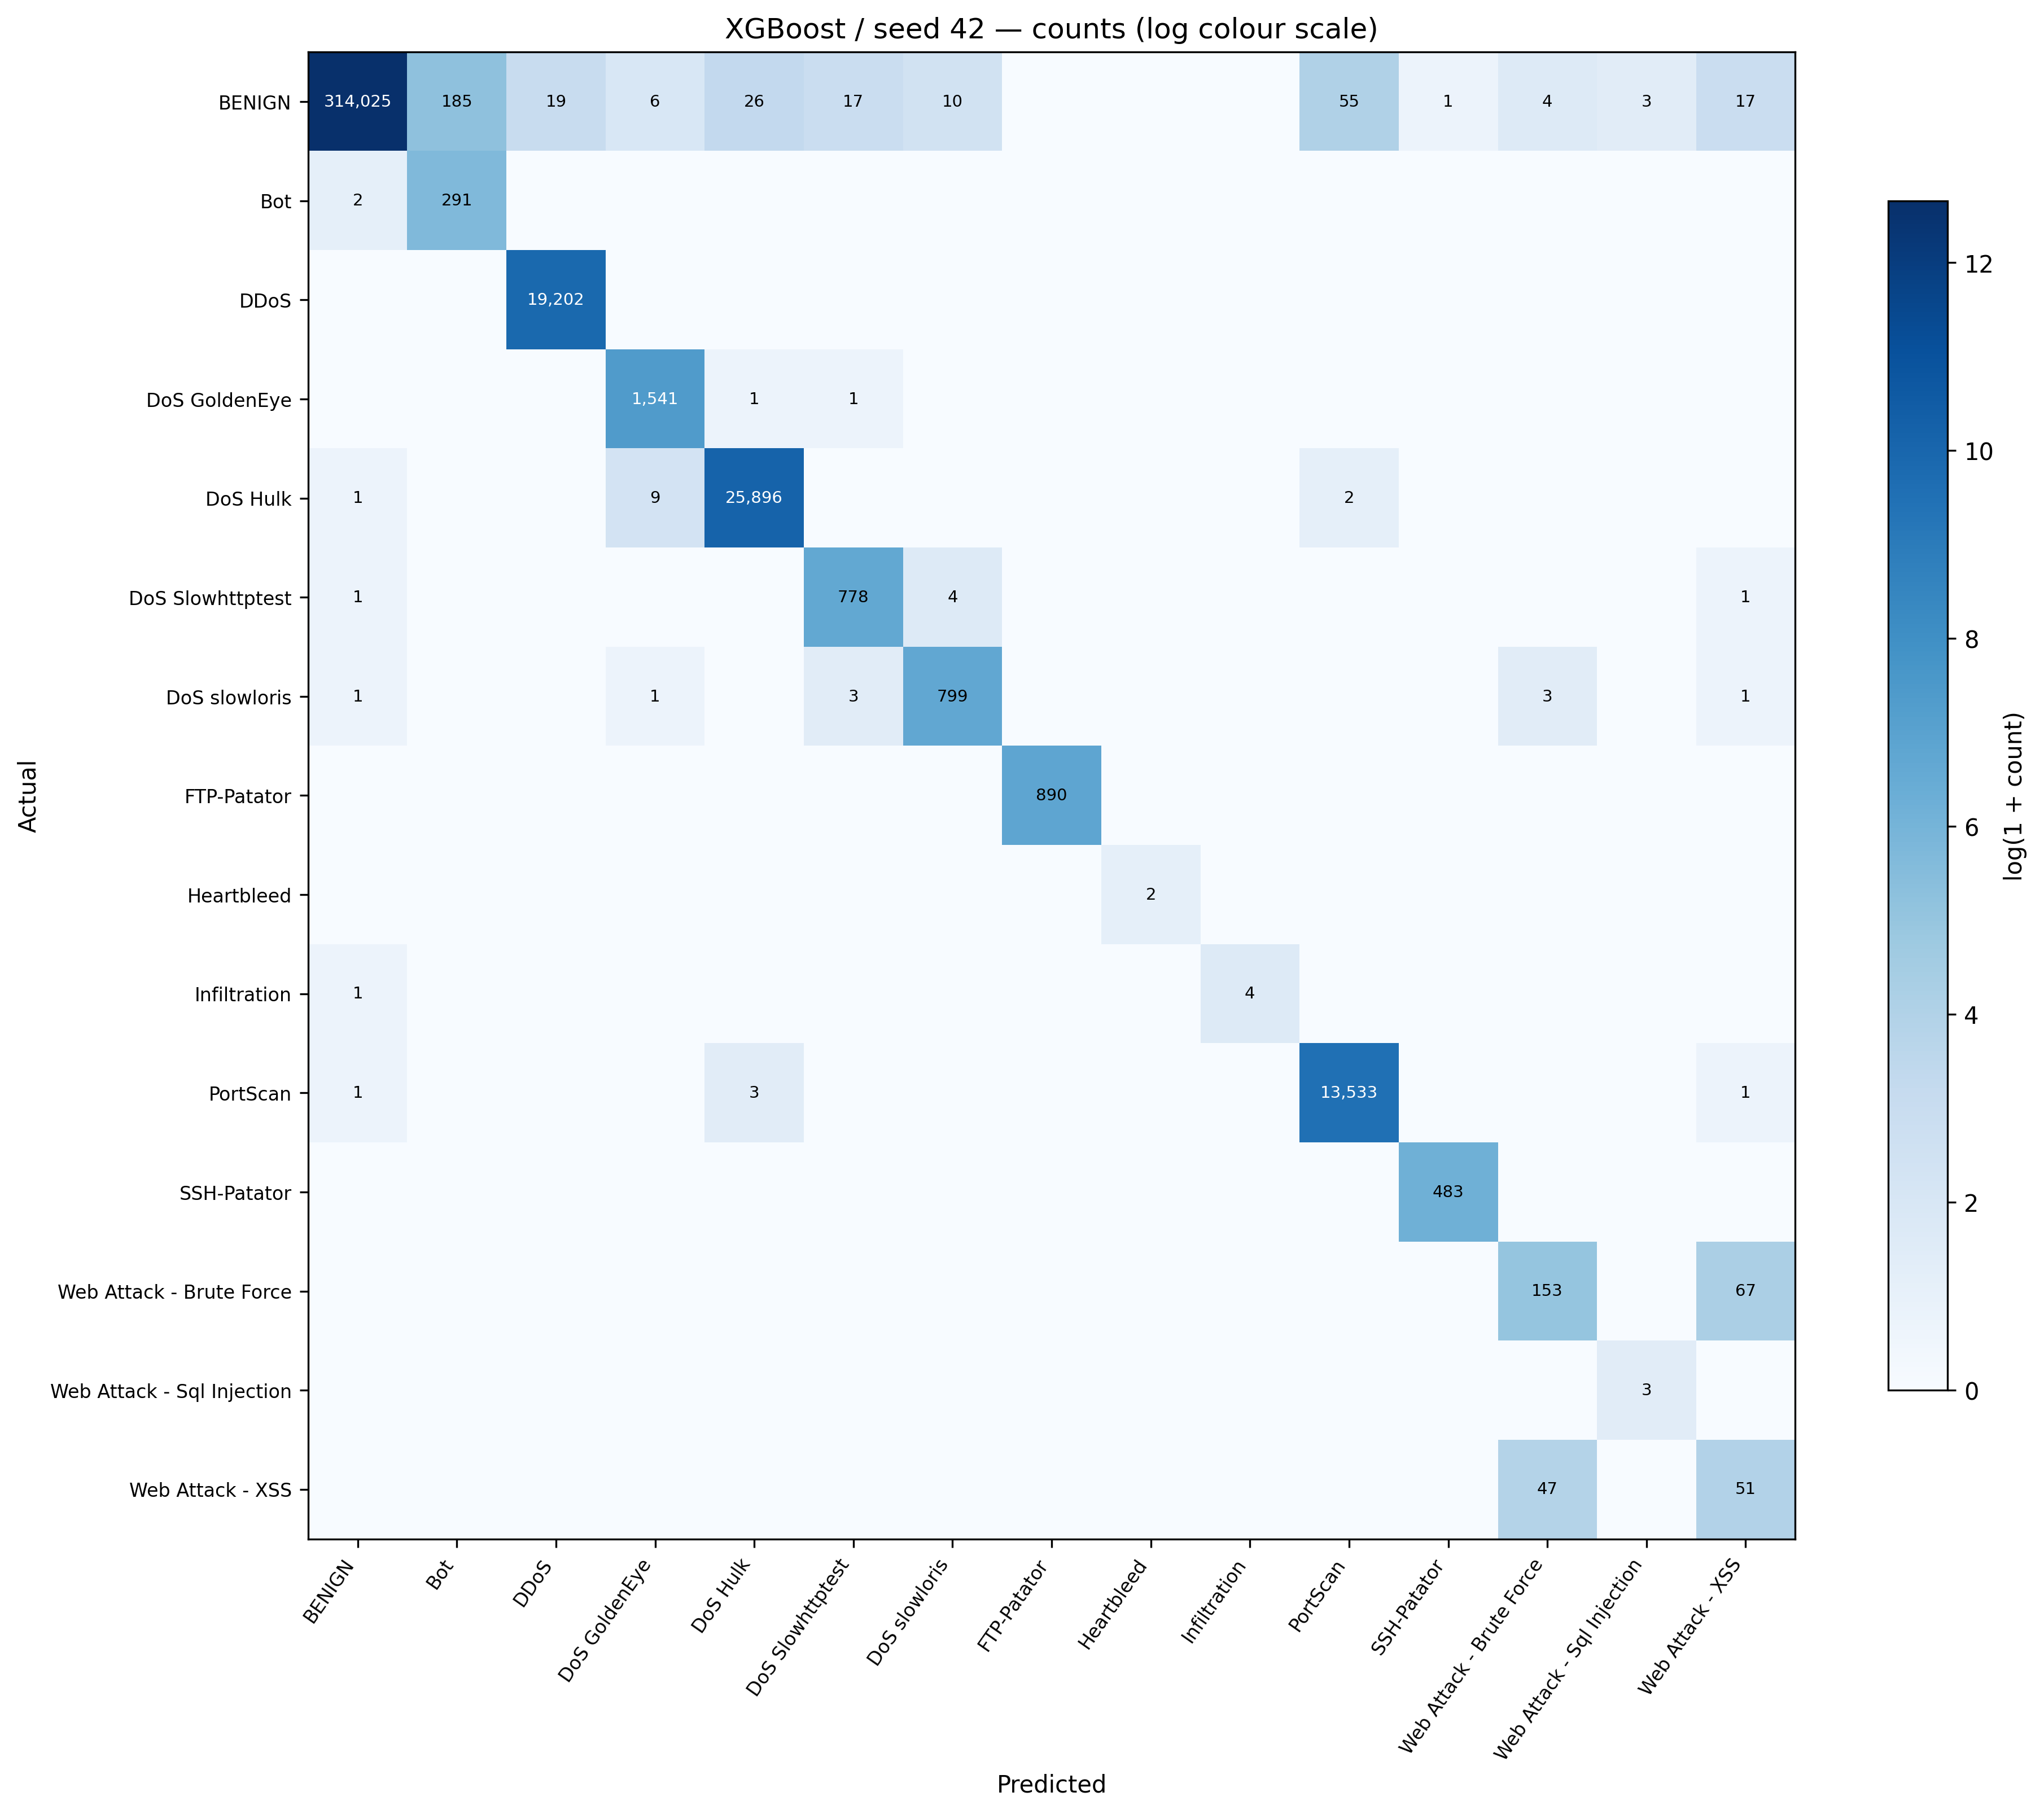 XGBoost / seed 42 — counts (log colour scale)
BENIGN 314,025 185 19 6 26 17 10 55 1 4 3 17
Bot 2 291
DDoS 19,202
DoS GoldenEye 1,541 1 1
DoS Hulk 1 9 25,896 2
DoS Slowhttptest 1 778 4 1
DoS slowloris 1 1 3 799 3 1
FTP-Patator 890
Heartbleed 2
Infiltration 1 4
PortScan 1 3 13,533 1
SSH-Patator 483
Web Attack - Brute Force 153 67
Web Attack - Sql Injection 3
Web Attack - XSS 47 51
Actual
BENIGN
Bot
DDoS
DoS GoldenEye
DoS Hulk
DoS Slowhttptest
DoS slowloris
FTP-Patator
Heartbleed
Infiltration
PortScan
SSH-Patator
Web Attack - Brute Force
Web Attack - Sql Injection
Web Attack - XSS
Predicted
12
10
8
6
4
2
0
log(1 + count)